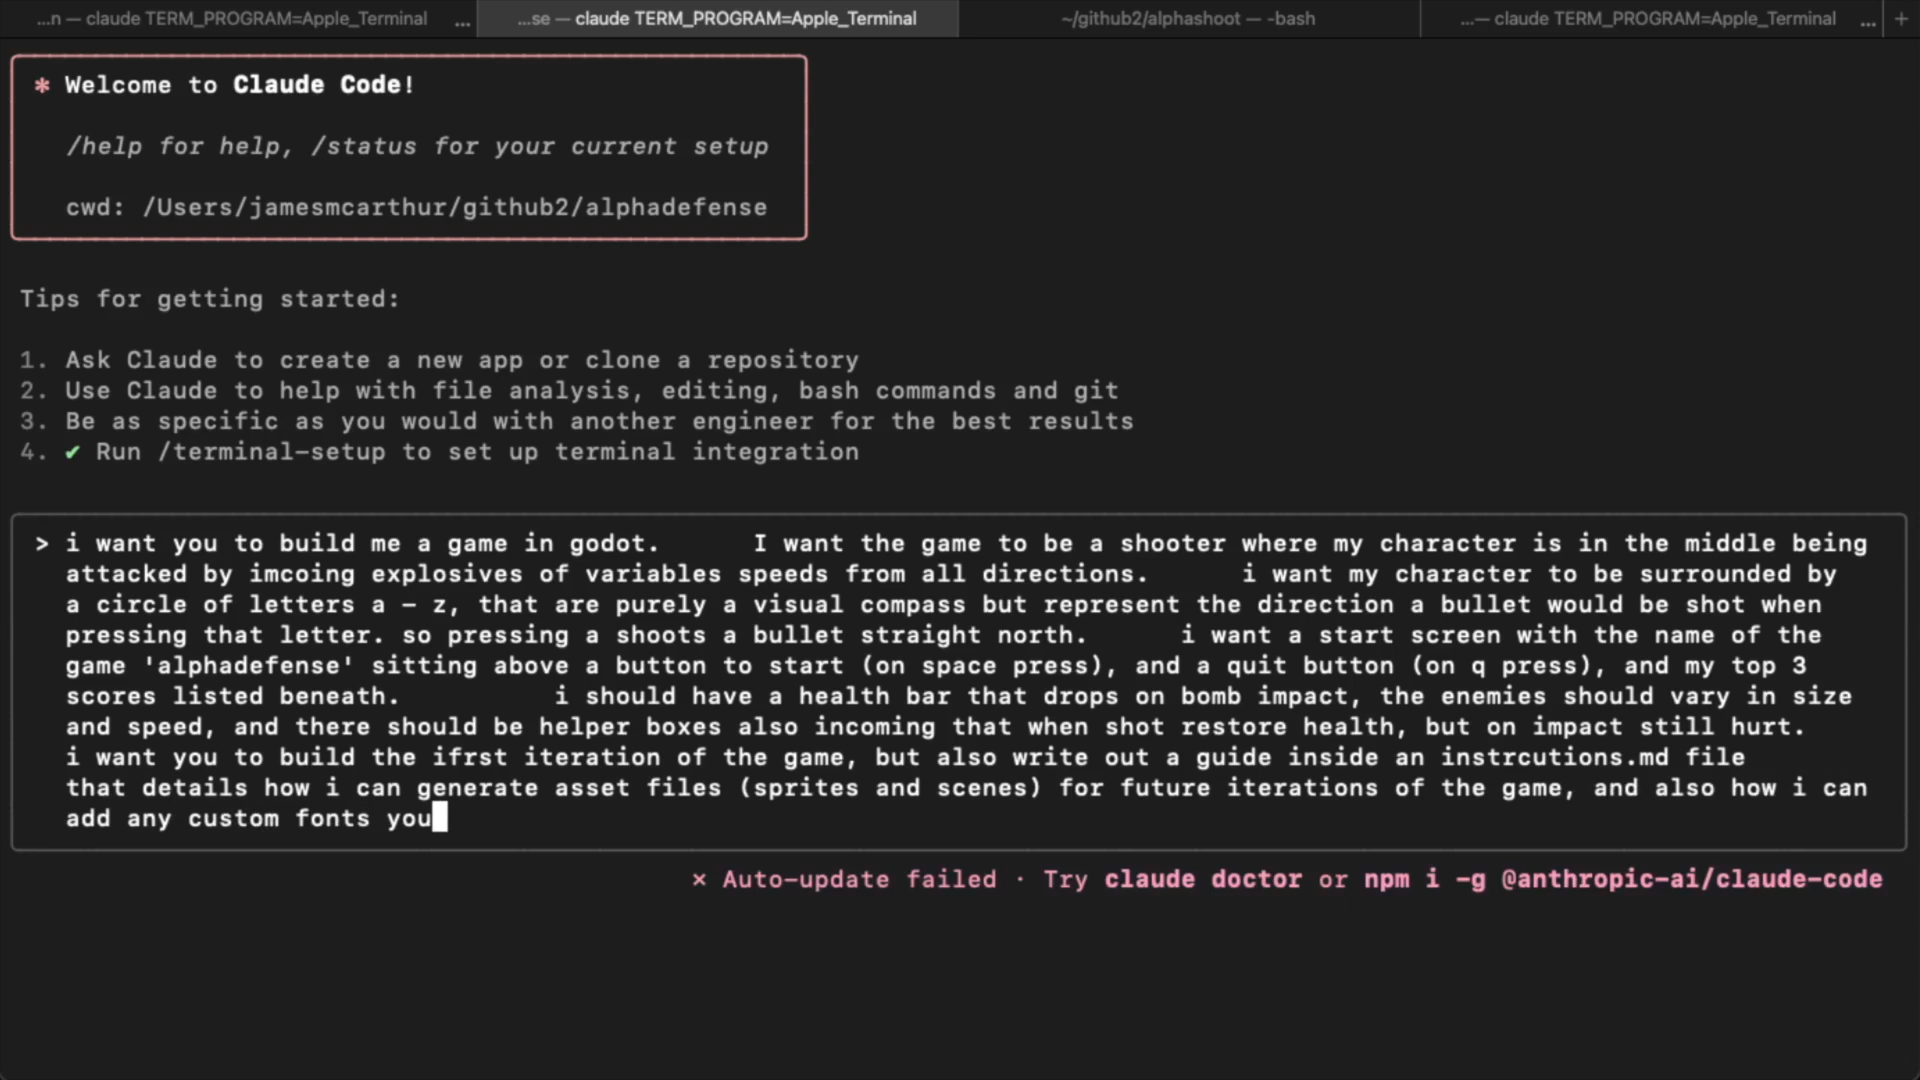 ...n — claude TERM_PROGRAM=Apple_Terminal ... ...se — claude TERM_PROGRAM=Apple_Terminal ~/github2/alphashoot — -bash ...— claude TERM_PROGRAM=Apple_Terminal ... +
* Welcome to Claude Code!
/help for help, /status for your current setup
cwd: /Users/jamesmcarthur/github2/alphadefense
Tips for getting started:
1. Ask Claude to create a new app or clone a repository
2. Use Claude to help with file analysis, editing, bash commands and git
3. Be as specific as you would with another engineer for the best results
4. ✔ Run /terminal-setup to set up terminal integration
> i want you to build me a game in godot. I want the game to be a shooter where my character is in the middle being
attacked by imcoing explosives of variables speeds from all directions. i want my character to be surrounded by
a circle of letters a - z, that are purely a visual compass but represent the direction a bullet would be shot when
pressing that letter. so pressing a shoots a bullet straight north. i want a start screen with the name of the
game 'alphadefense' sitting above a button to start (on space press), and a quit button (on q press), and my top 3
scores listed beneath. i should have a health bar that drops on bomb impact, the enemies should vary in size
and speed, and there should be helper boxes also incoming that when shot restore health, but on impact still hurt.
i want you to build the ifrst iteration of the game, but also write out a guide inside an instrcutions.md file
that details how i can generate asset files (sprites and scenes) for future iterations of the game, and also how i can
add any custom fonts you
× Auto-update failed · Try claude doctor or npm i -g @anthropic-ai/claude-code